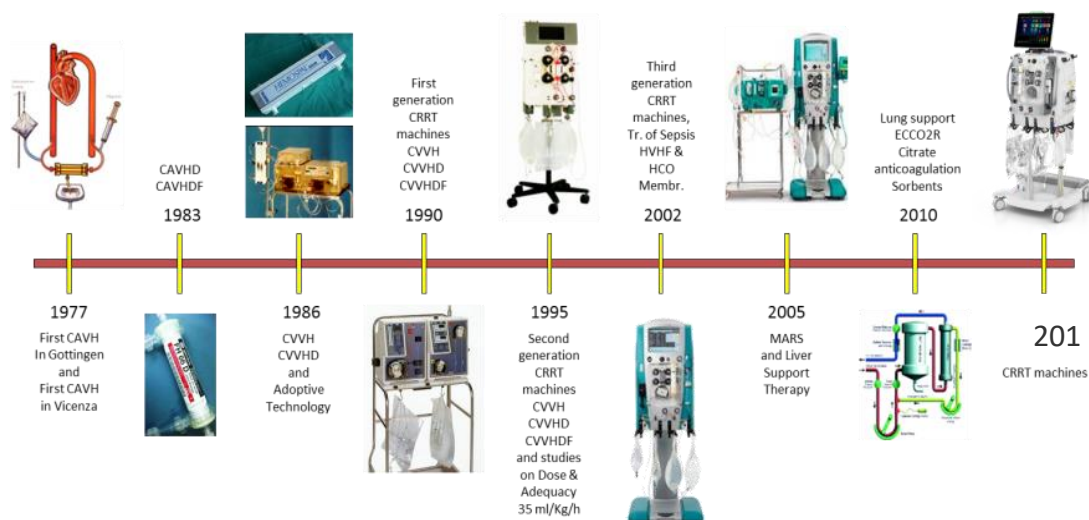 1977
First CAVH
In Gottingen
and
First CAVH
in Vicenza
CAVHD
CAVHDF
1983
HEMOSPAL
1986
CVVH
CVVHD
and
Adoptive
Technology
First
generation
CRRT
machines
CVVH
CVVHD
CVVHDF
1990
1995
Second
generation
CRRT
machines
CVVH
CVVHD
CVVHDF
and studies
on Dose &
Adequacy
35 ml/Kg/h
Third
generation
CRRT
machines,
Tr. of Sepsis
HVHF &
HCO
Membr.
2002
2005
MARS
and Liver
Support
Therapy
Lung support
ECCO2R
Citrate
anticoagulation
Sorbents
2010
201
CRRT machines